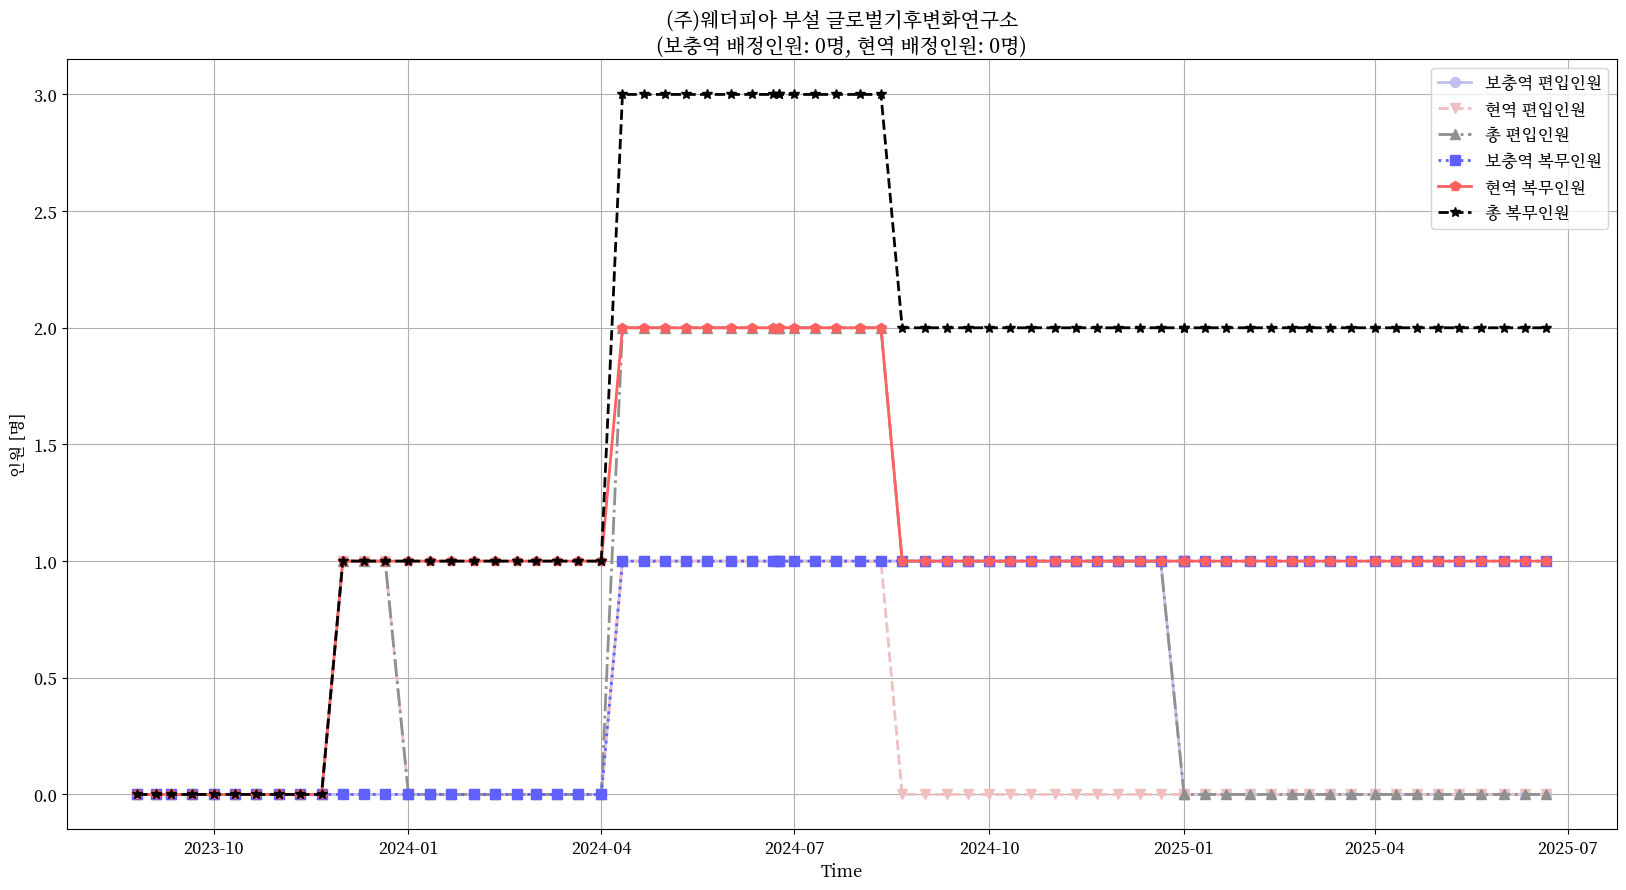 (주)웨더피아 부설 글로벌기후변화연구소
(보충역 배정인원: 0명, 현역 배정인원: 0명)
보충역 편입인원
현역 편입인원
총 편입인원
보충역 복무인원
현역 복무인원
총 복무인원
인원 [명]
3.0
2.5
2.0
1.5
1.0
0.5
0.0
2023-10 2024-01 2024-04 2024-07 2024-10 2025-01 2025-04 2025-07
Time